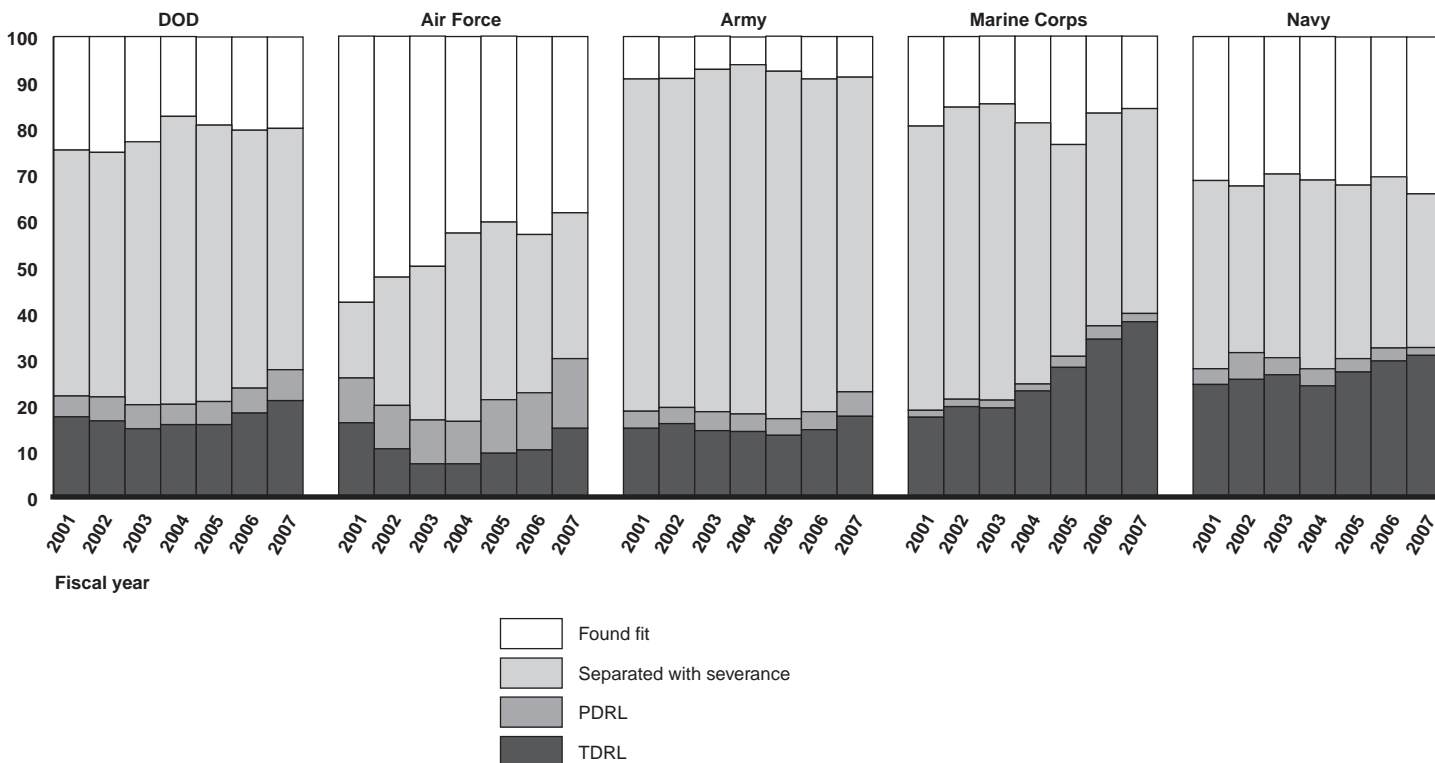 DOD Air Force Army Marine Corps Navy
100
90
80
70
60
50
40
30
20
10
0
2001 2002 2003 2004 2005 2006 2007 2001 2002 2003 2004 2005 2006 2007 2001 2002 2003 2004 2005 2006 2007 2001 2002 2003 2004 2005 2006 2007 2001 2002 2003 2004 2005 2006 2007
Fiscal year
Found fit
Separated with severance
PDRL
TDRL